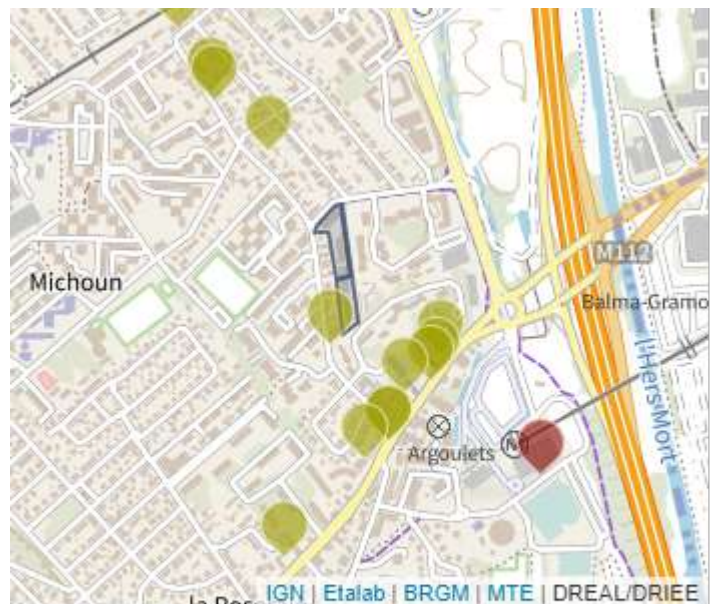 M112
Michoun
Balma-Gramo
l'Hers Mort
Argoulets
IGN | Etalab | BRGM | MTE | DREAL/DRIEE